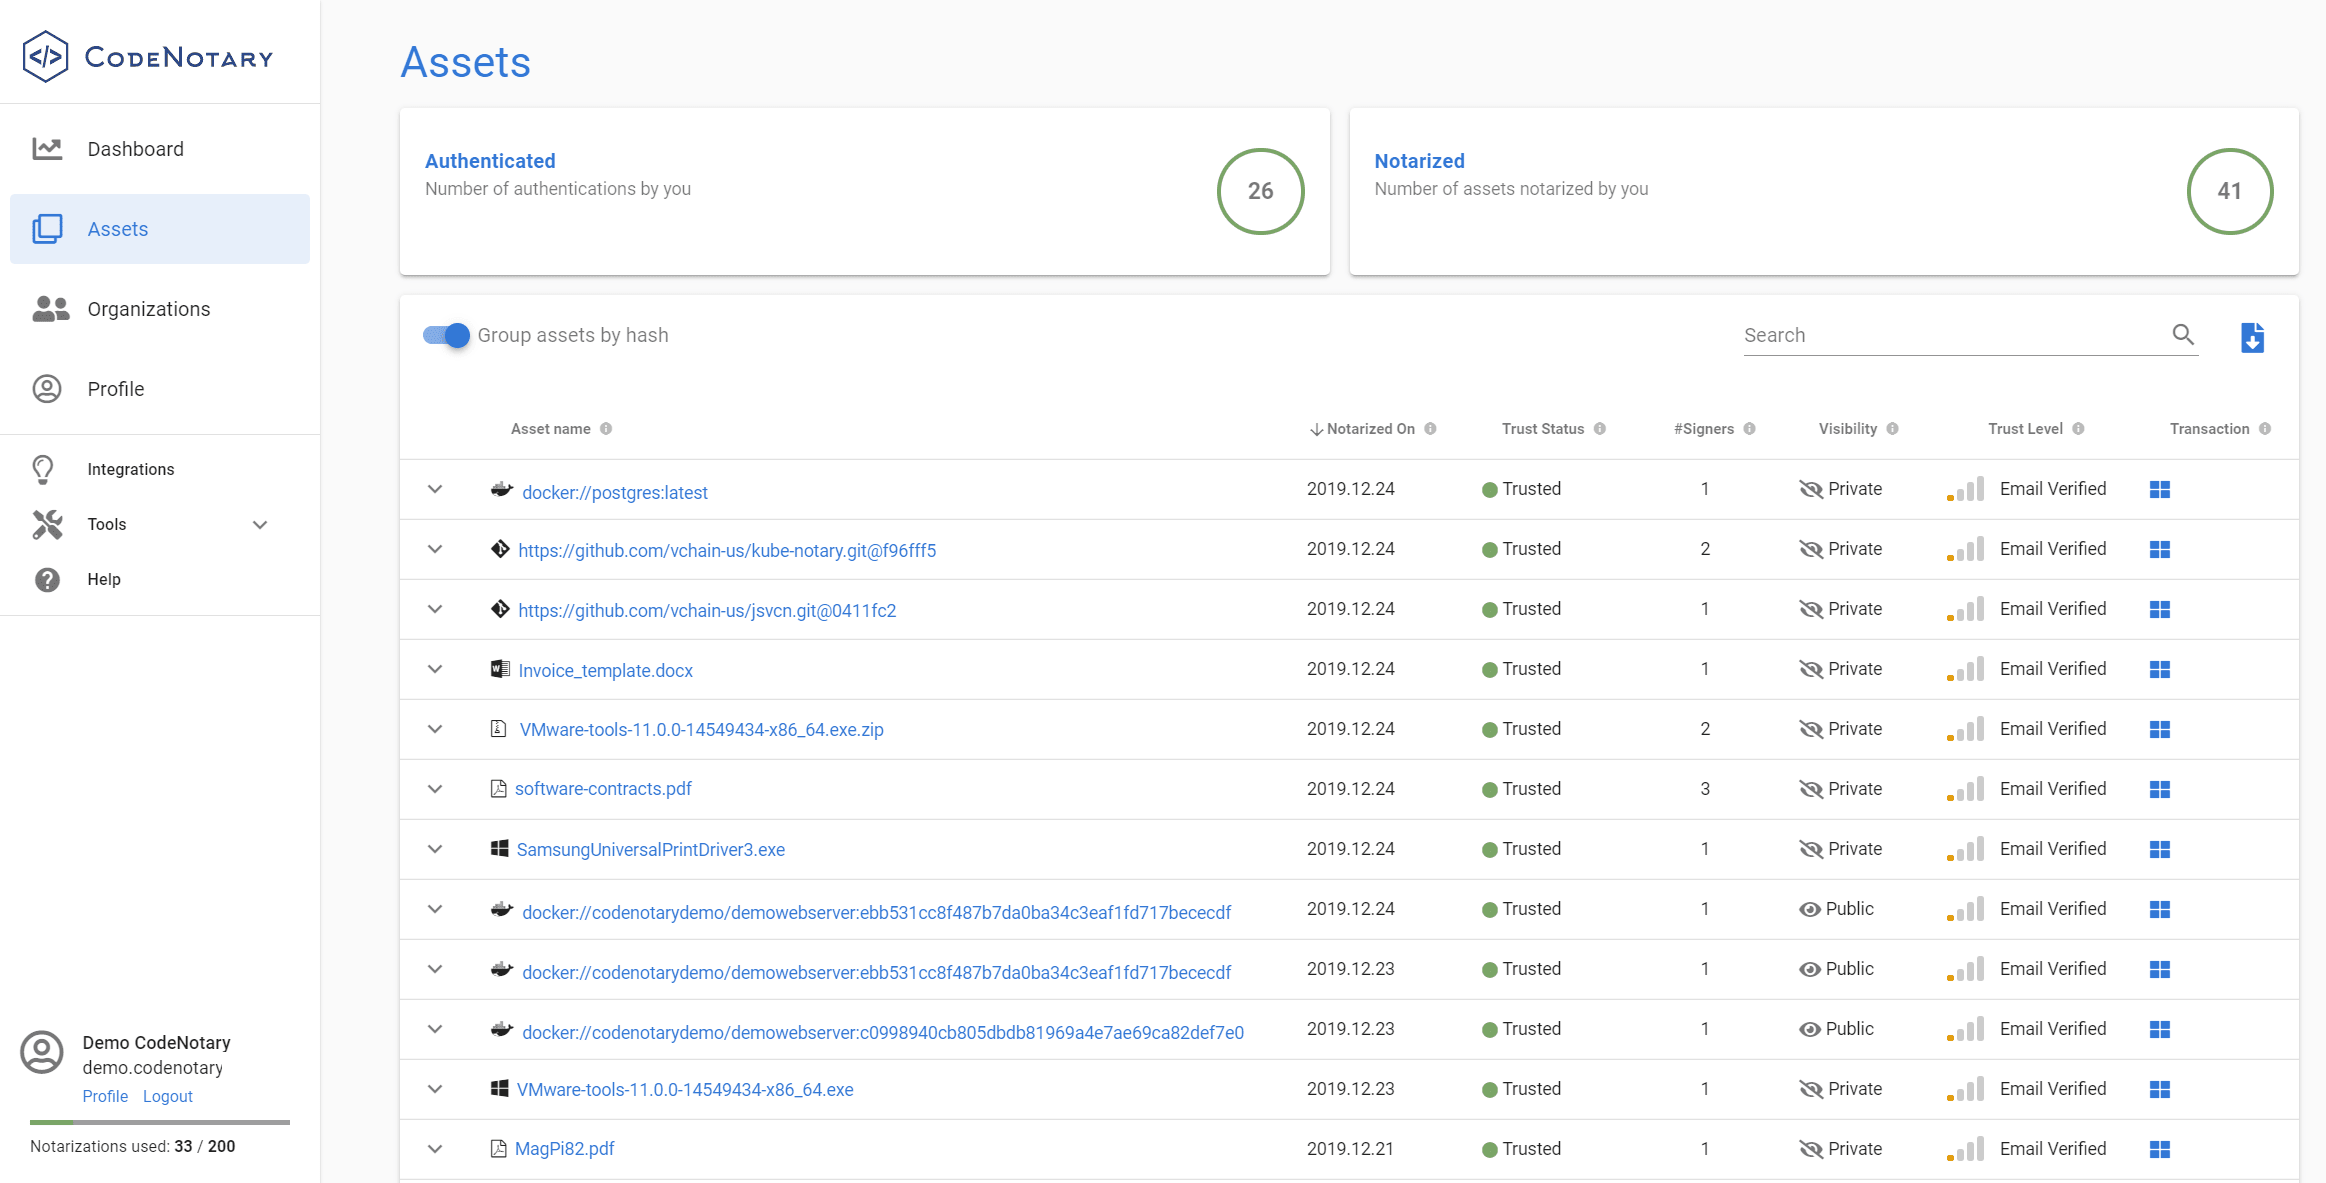 CODENOTARY
Dashboard
Assets
Organizations
Profile
Integrations
Tools
Help
Demo CodeNotary
demo.codenotary
Profile Logout
Notarizations used: 33 / 200
Assets
Authenticated
Number of authentications by you
26
Notarized
Number of assets notarized by you
41
Group assets by hash
Search
Asset name Notarized On Trust Status #Signers Visibility Trust Level Transaction
docker://postgres:latest 2019.12.24 Trusted 1 Private Email Verified
https://github.com/vchain-us/kube-notary.git@f96fff5 2019.12.24 Trusted 2 Private Email Verified
https://github.com/vchain-us/jsvcn.git@0411fc2 2019.12.24 Trusted 1 Private Email Verified
Invoice_template.docx 2019.12.24 Trusted 1 Private Email Verified
VMware-tools-11.0.0-14549434-x86_64.exe.zip 2019.12.24 Trusted 2 Private Email Verified
software-contracts.pdf 2019.12.24 Trusted 3 Private Email Verified
SamsungUniversalPrintDriver3.exe 2019.12.24 Trusted 1 Private Email Verified
docker://codenotarydemo/demowebserver:ebb531cc8f487b7da0ba34c3eaf1fd717bececdf 2019.12.24 Trusted 1 Public Email Verified
docker://codenotarydemo/demowebserver:ebb531cc8f487b7da0ba34c3eaf1fd717bececdf 2019.12.23 Trusted 1 Public Email Verified
docker://codenotarydemo/demowebserver:c0998940cb805dbdb81969a4e7ae69ca82def7e0 2019.12.23 Trusted 1 Public Email Verified
VMware-tools-11.0.0-14549434-x86_64.exe 2019.12.23 Trusted 1 Private Email Verified
MagPi82.pdf 2019.12.21 Trusted 1 Private Email Verified